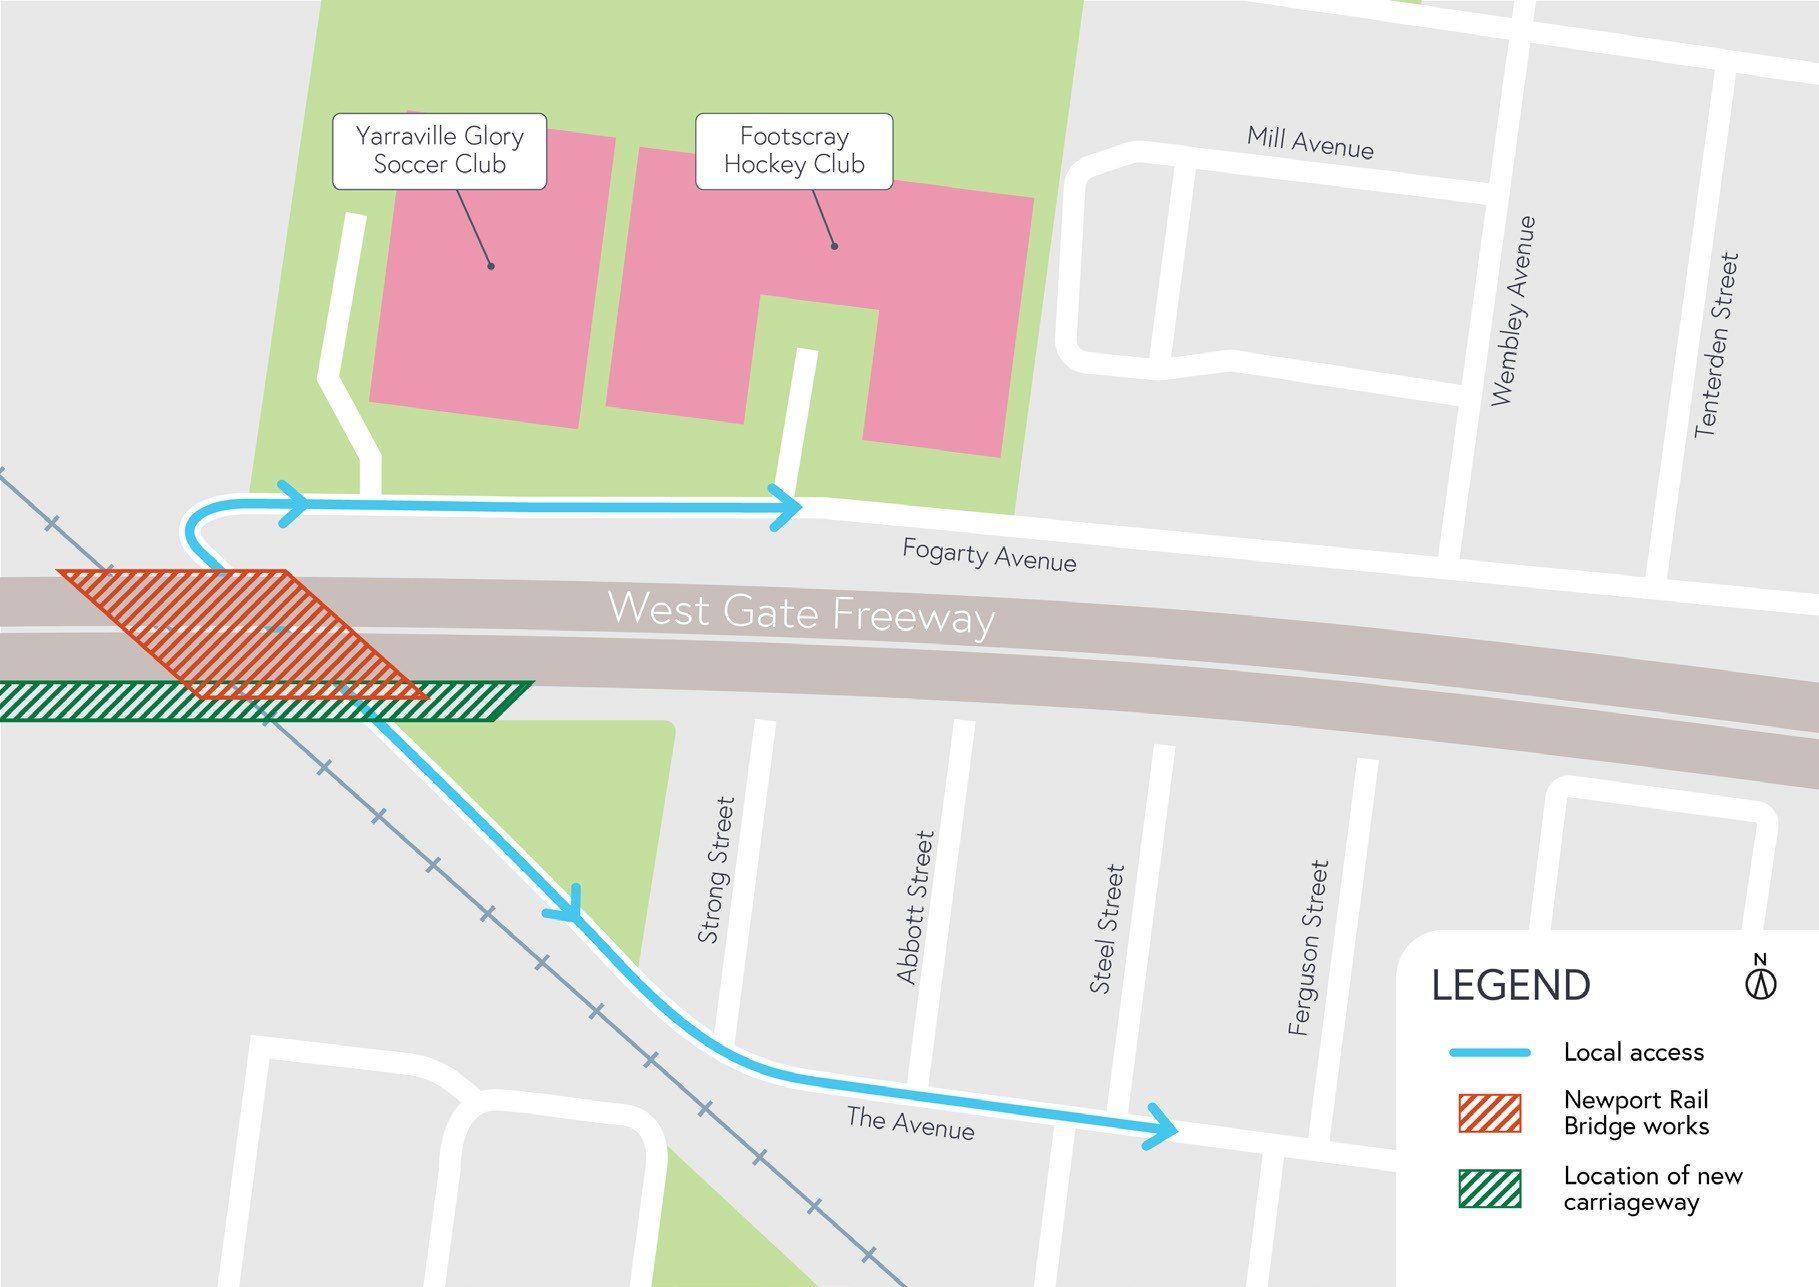 Yarraville Glory
Soccer Club
Footscray
Hockey Club
Mill Avenue
Wembley Avenue
Tenterden Street
Fogarty Avenue
West Gate Freeway
Strong Street
Abbott Street
Steel Street
Ferguson Street
The Avenue
LEGEND
N
Local access
Newport Rail
Bridge works
Location of new
carriageway